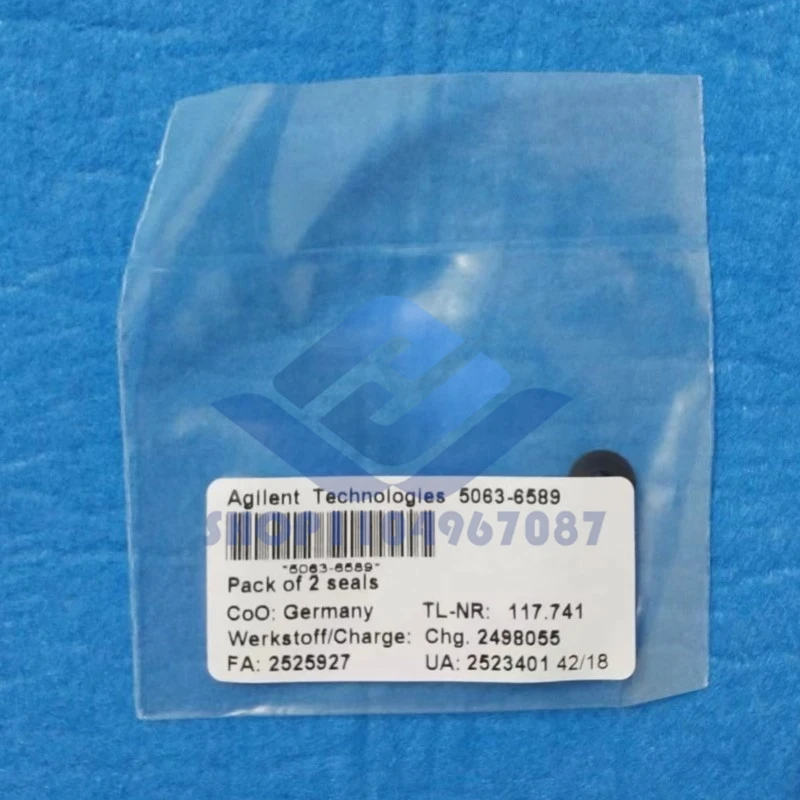 Agilent Technologies 5063-6589
SHOP1104967087
"5063-6589"
Pack of 2 seals
CoO: Germany TL-NR: 117.741
Werkstoff/Charge: Chg. 2498055
FA: 2525927 UA: 2523401 42/18